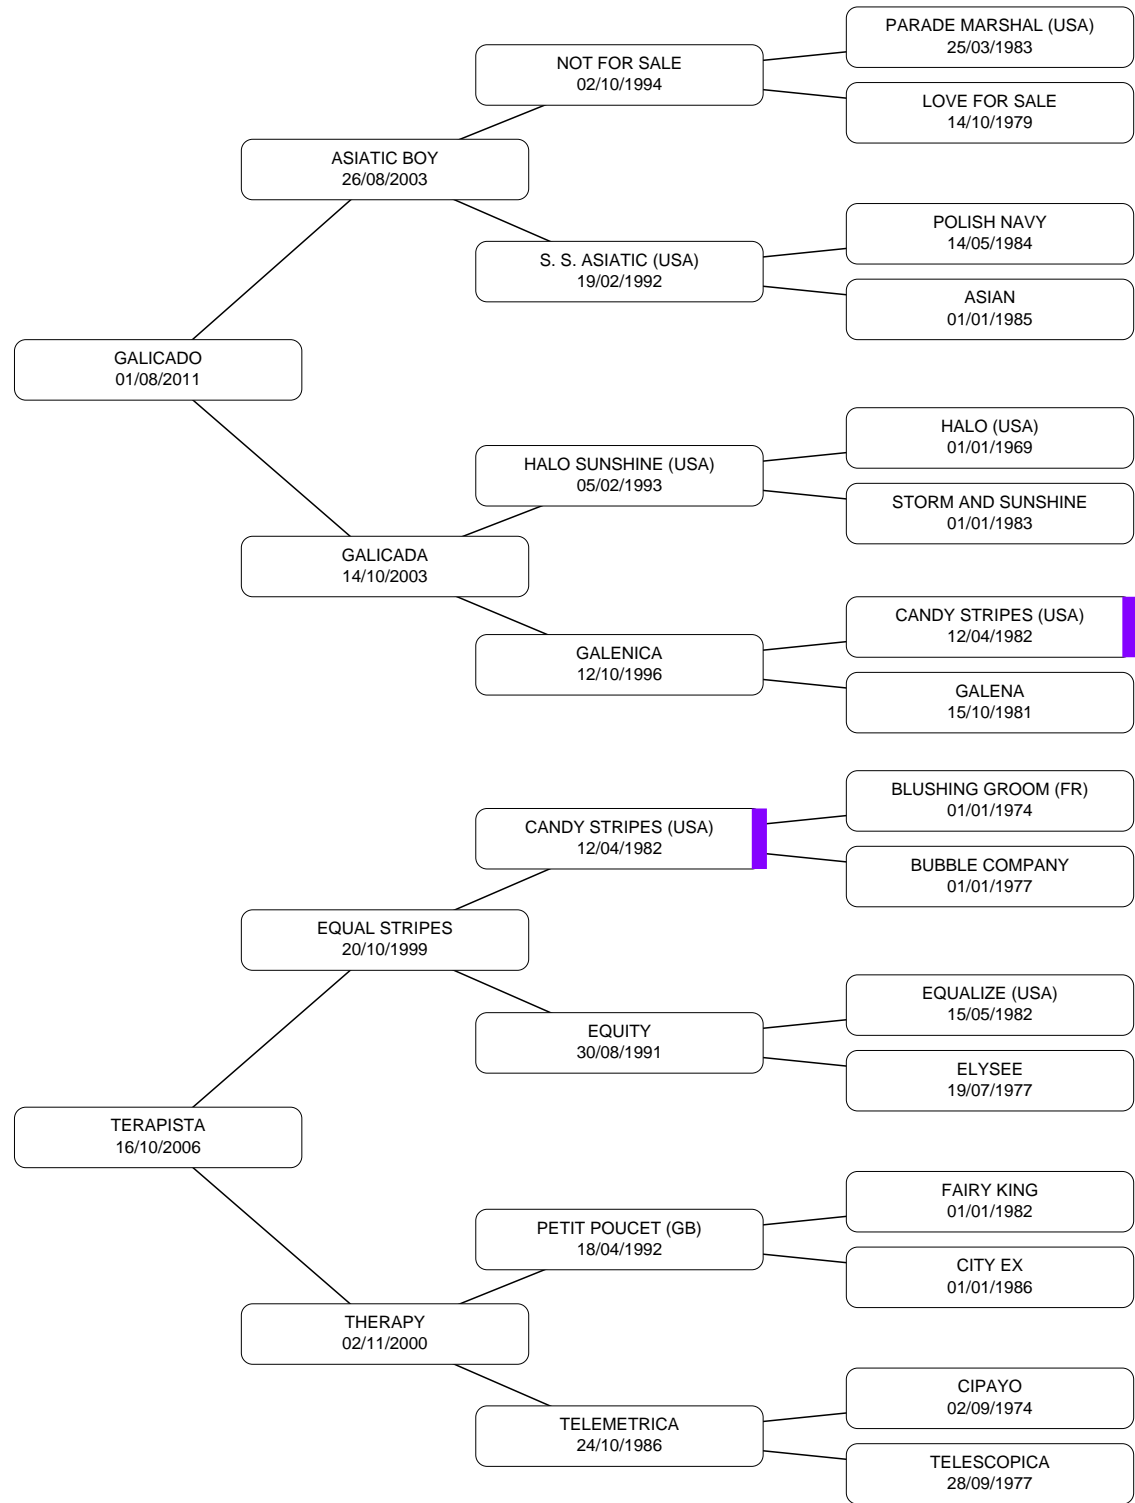 PARADE MARSHAL (USA)
25/03/1983
NOT FOR SALE
02/10/1994
LOVE FOR SALE
14/10/1979
ASIATIC BOY
26/08/2003
POLISH NAVY
14/05/1984
S. S. ASIATIC (USA)
19/02/1992
ASIAN
01/01/1985
GALICADO
01/08/2011
HALO (USA)
01/01/1969
HALO SUNSHINE (USA)
05/02/1993
STORM AND SUNSHINE
01/01/1983
GALICADA
14/10/2003
CANDY STRIPES (USA)
12/04/1982
GALENICA
12/10/1996
GALENA
15/10/1981
BLUSHING GROOM (FR)
01/01/1974
CANDY STRIPES (USA)
12/04/1982
BUBBLE COMPANY
01/01/1977
EQUAL STRIPES
20/10/1999
EQUALIZE (USA)
15/05/1982
EQUITY
30/08/1991
ELYSEE
19/07/1977
TERAPISTA
16/10/2006
FAIRY KING
01/01/1982
PETIT POUCET (GB)
18/04/1992
CITY EX
01/01/1986
THERAPY
02/11/2000
CIPAYO
02/09/1974
TELEMETRICA
24/10/1986
TELESCOPICA
28/09/1977